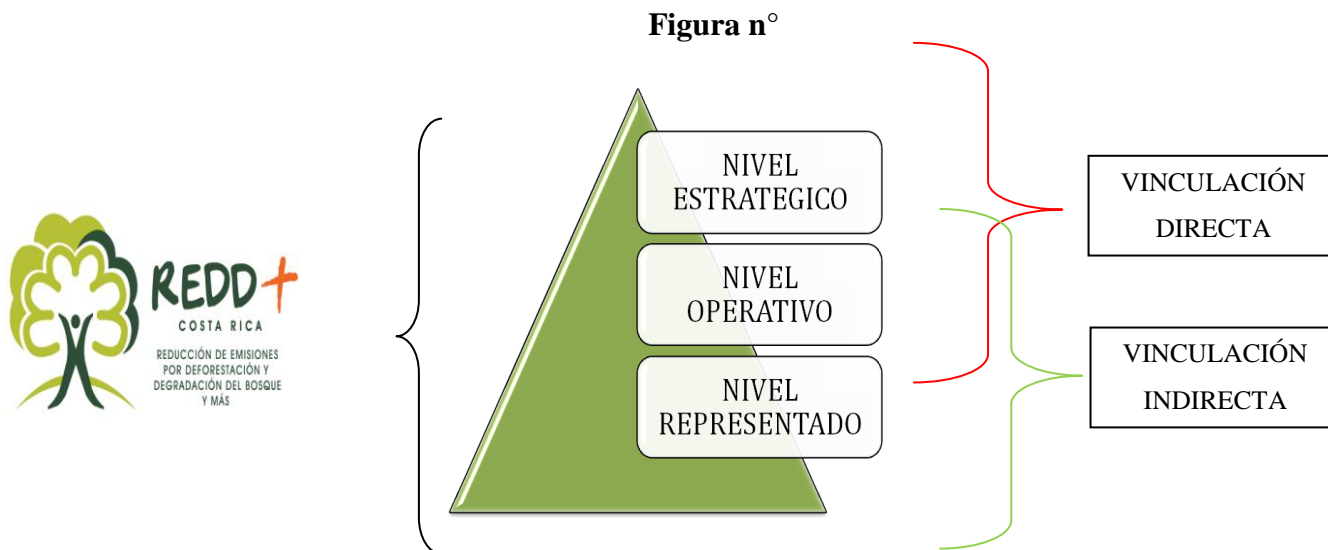 Figura n°
REDD+
COSTA RICA
REDUCCIÓN DE EMISIONES
POR DEFORESTACIÓN Y
DEGRADACIÓN DEL BOSQUE
Y MÁS
NIVEL
ESTRATEGICO
NIVEL
OPERATIVO
NIVEL
REPRESENTADO
VINCULACIÓN
DIRECTA
VINCULACIÓN
INDIRECTA